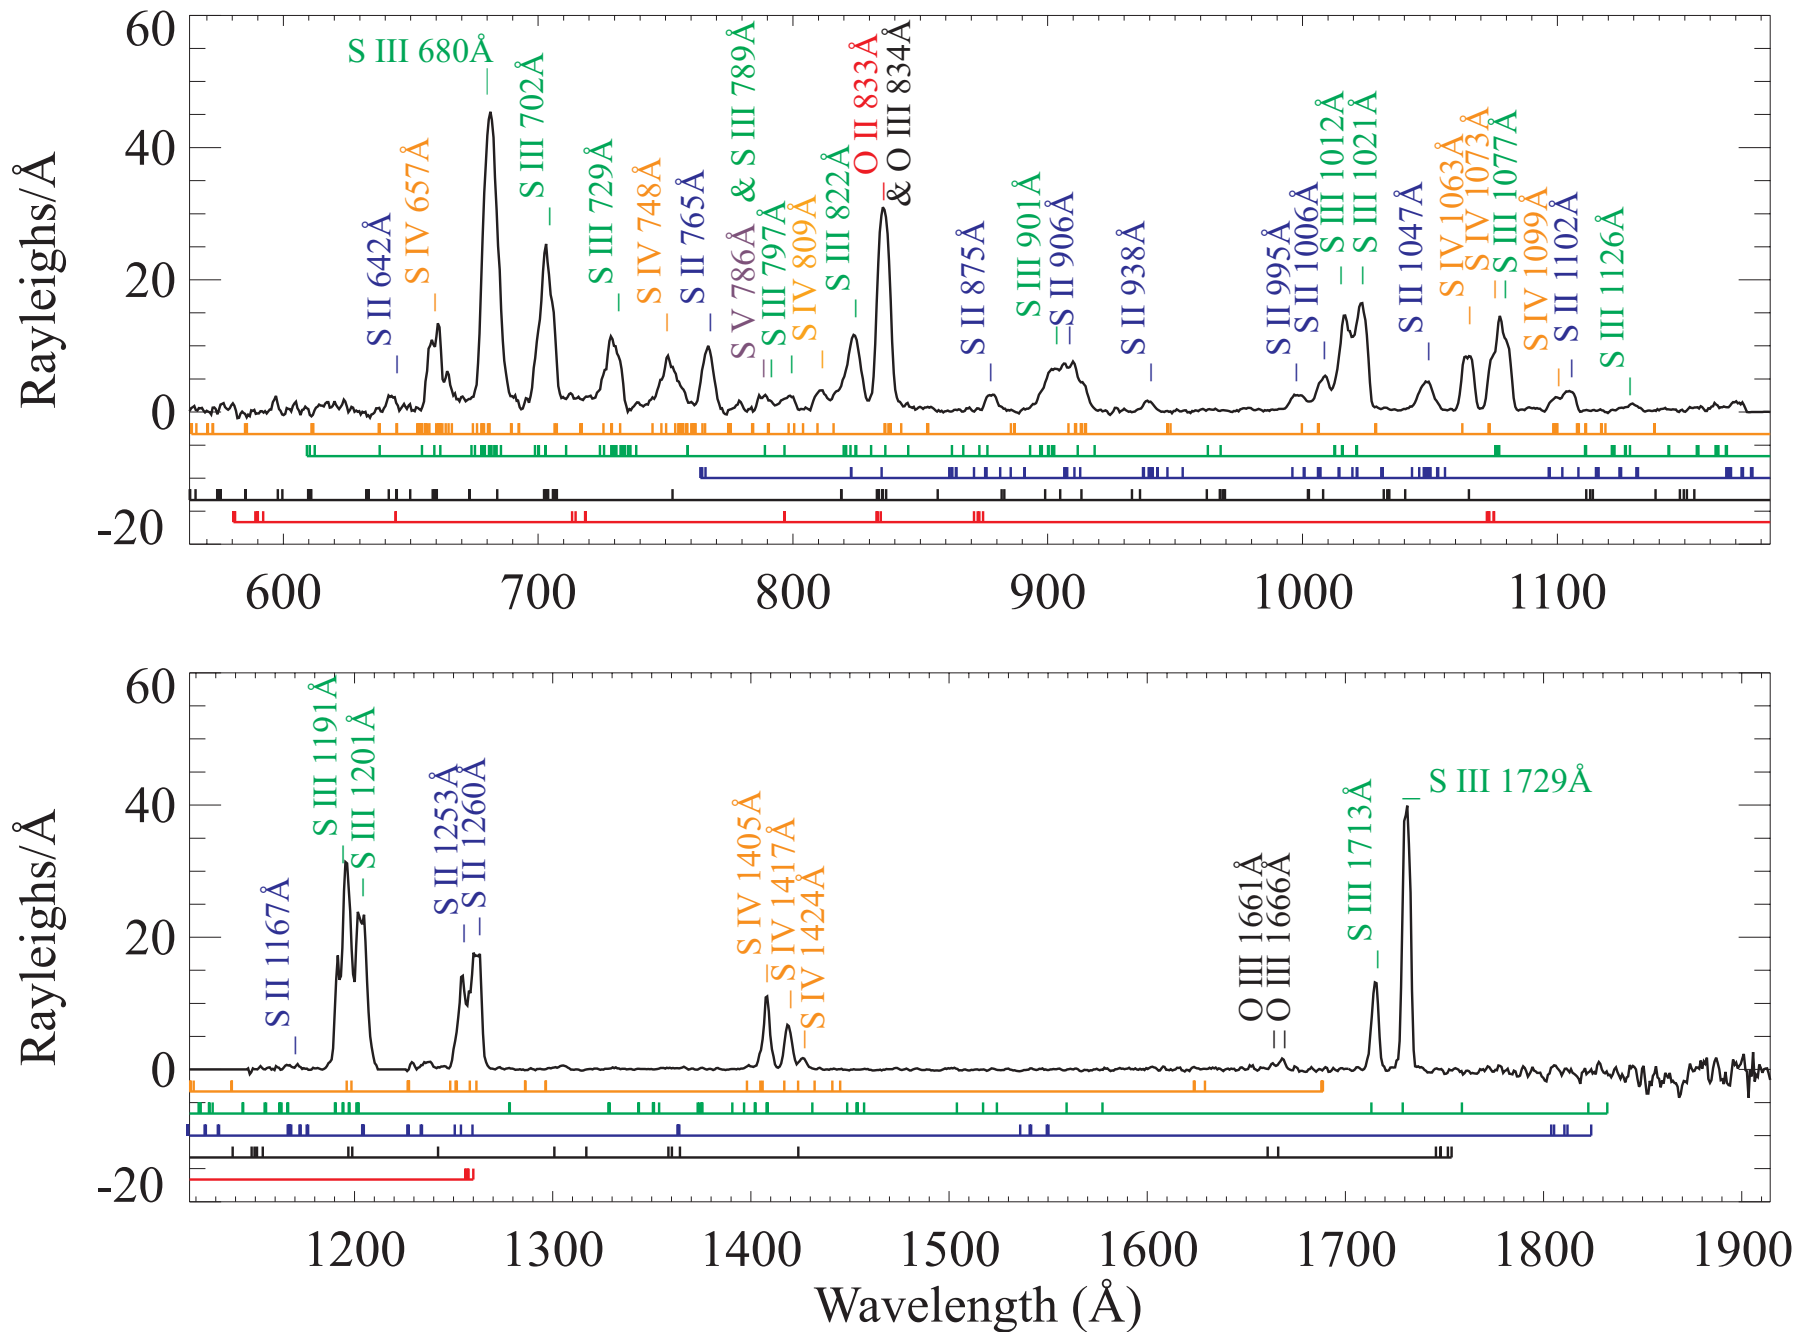 60
40
20
0
-20
Rayleighs/Å
S II 642Å
S IV 657Å
S III 680Å
S III 702Å
S III 729Å
S IV 748Å
S II 765Å
S V 786Å & S III 789Å
S III 797Å
S IV 809Å
S III 822Å
O II 833Å
& O III 834Å
S II 875Å
S III 901Å
S II 906Å
S II 938Å
S II 995Å
S II 1006Å
S III 1012Å
S III 1021Å
S II 1047Å
S IV 1063Å
S IV 1073Å
S III 1077Å
S IV 1099Å
S II 1102Å
S III 1126Å
600 700 800 900 1000 1100
60
40
20
0
-20
Rayleighs/Å
S II 1167Å
S III 1191Å
S III 1201Å
S II 1253Å
S II 1260Å
S IV 1405Å
S IV 1417Å
S IV 1424Å
O III 1661Å
O III 1666Å
S III 1713Å
S III 1729Å
1200 1300 1400 1500 1600 1700 1800 1900
Wavelength (Å)